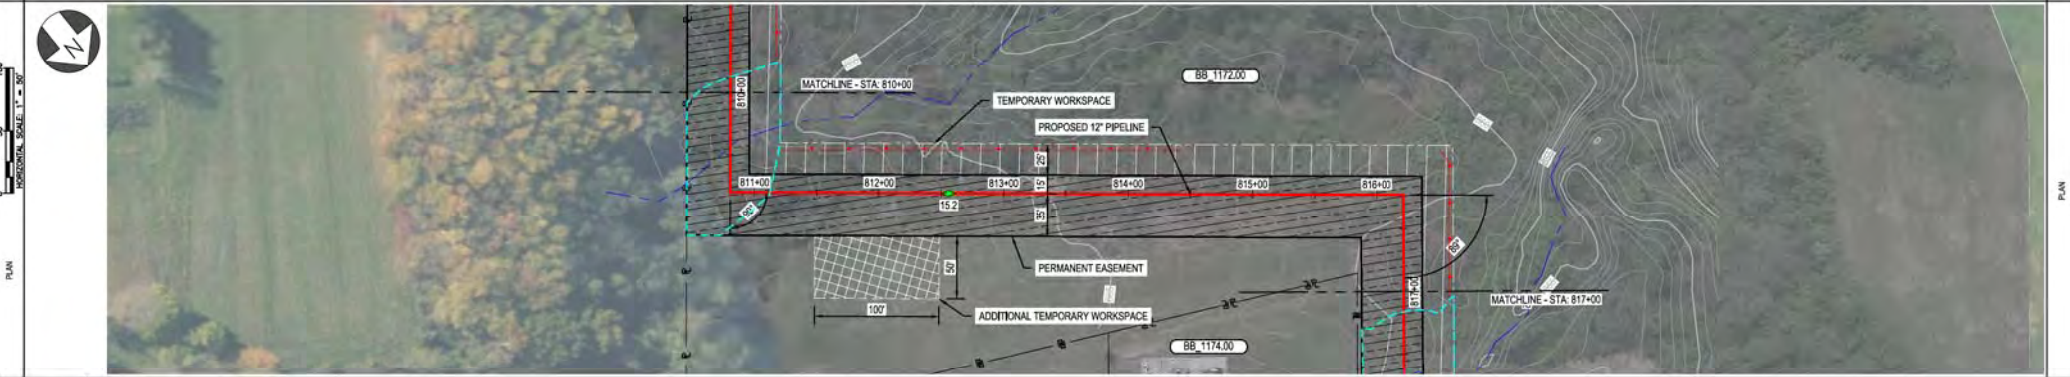 N
HORIZONTAL SCALE: 1" = 50'
PLAN
MATCHLINE - STA: 810+00
810+00
BB_1172.00
TEMPORARY WORKSPACE
PROPOSED 12" PIPELINE
25'
15'
35'
811+00
812+00
813+00
814+00
815+00
816+00
15.2
90°
89°
50'
100'
PERMANENT EASEMENT
ADDITIONAL TEMPORARY WORKSPACE
817+00
MATCHLINE - STA: 817+00
BB_1174.00
PLAN